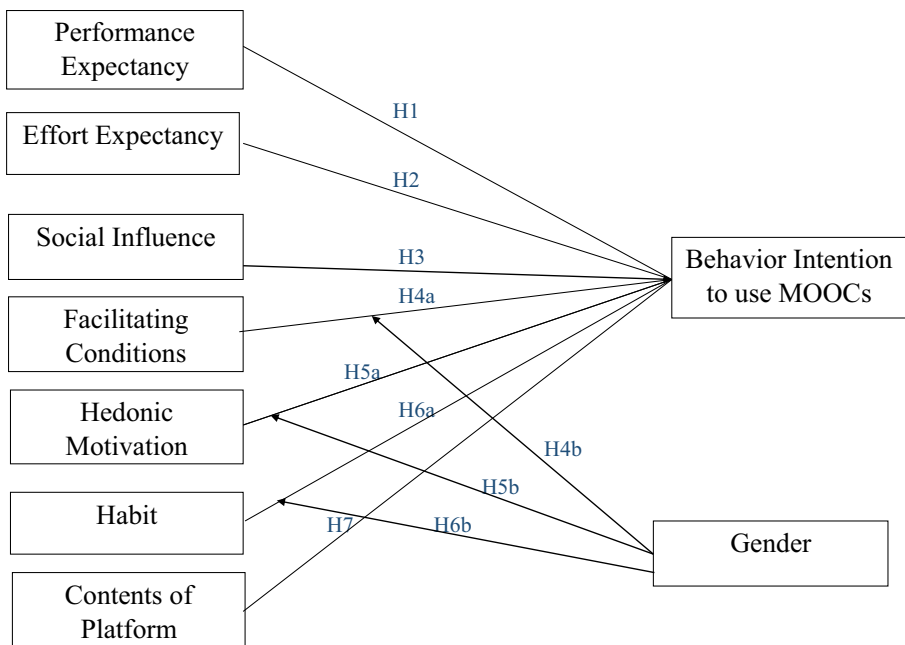 Performance
Expectancy
H1
Effort Expectancy
H2
Social Influence
H3
Behavior Intention
to use MOOCs
H4a
Facilitating
Conditions
H5a
Hedonic
Motivation
H6a
H4b
H5b
Habit
H7
H6b
Gender
Contents of
Platform